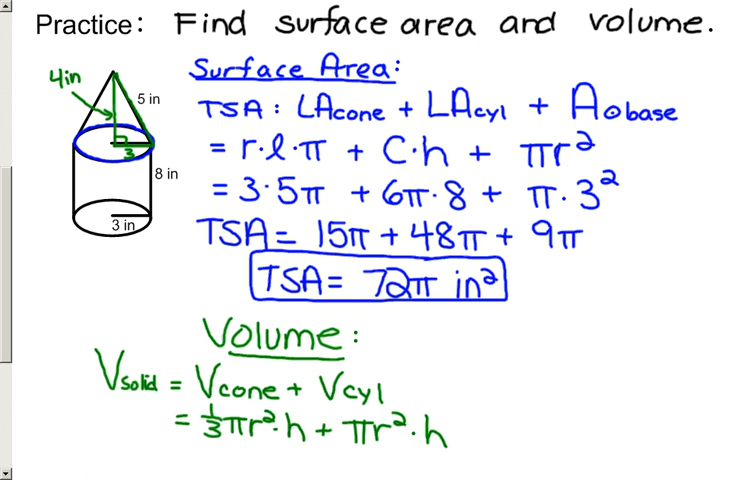 Practice: Find surface area and volume.
4in
5 in
3
8 in
3 in
Surface Area:
TSA: LAcone + LAcyl + A⊙base
= r·l·π + C·h + πr²
= 3·5π + 6π·8 + π·3²
TSA = 15π + 48π + 9π
TSA = 72π in²
Volume:
Vsolid = Vcone + Vcyl
= 1/3πr²·h + πr²·h